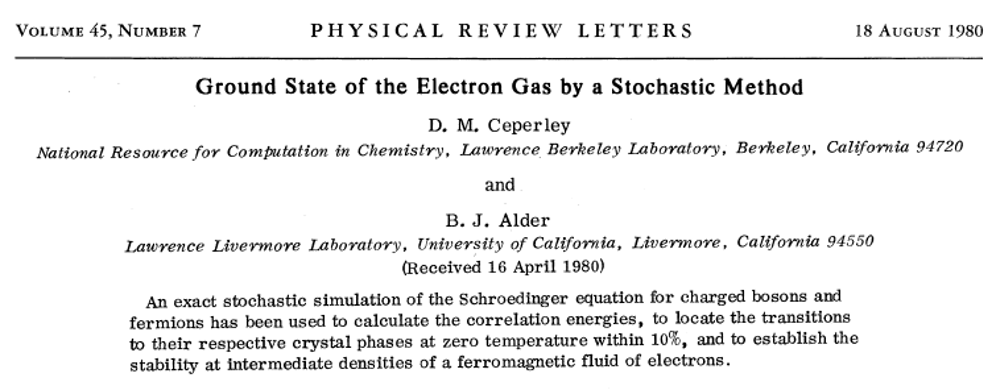 VOLUME 45, NUMBER 7 PHYSICAL REVIEW LETTERS 18 AUGUST 1980
Ground State of the Electron Gas by a Stochastic Method
D. M. Ceperley
National Resource for Computation in Chemistry, Lawrence Berkeley Laboratory, Berkeley, California 94720
and
B. J. Alder
Lawrence Livermore Laboratory, University of California, Livermore, California 94550
(Received 16 April 1980)
An exact stochastic simulation of the Schroedinger equation for charged bosons and
fermions has been used to calculate the correlation energies, to locate the transitions
to their respective crystal phases at zero temperature within 10%, and to establish the
stability at intermediate densities of a ferromagnetic fluid of electrons.